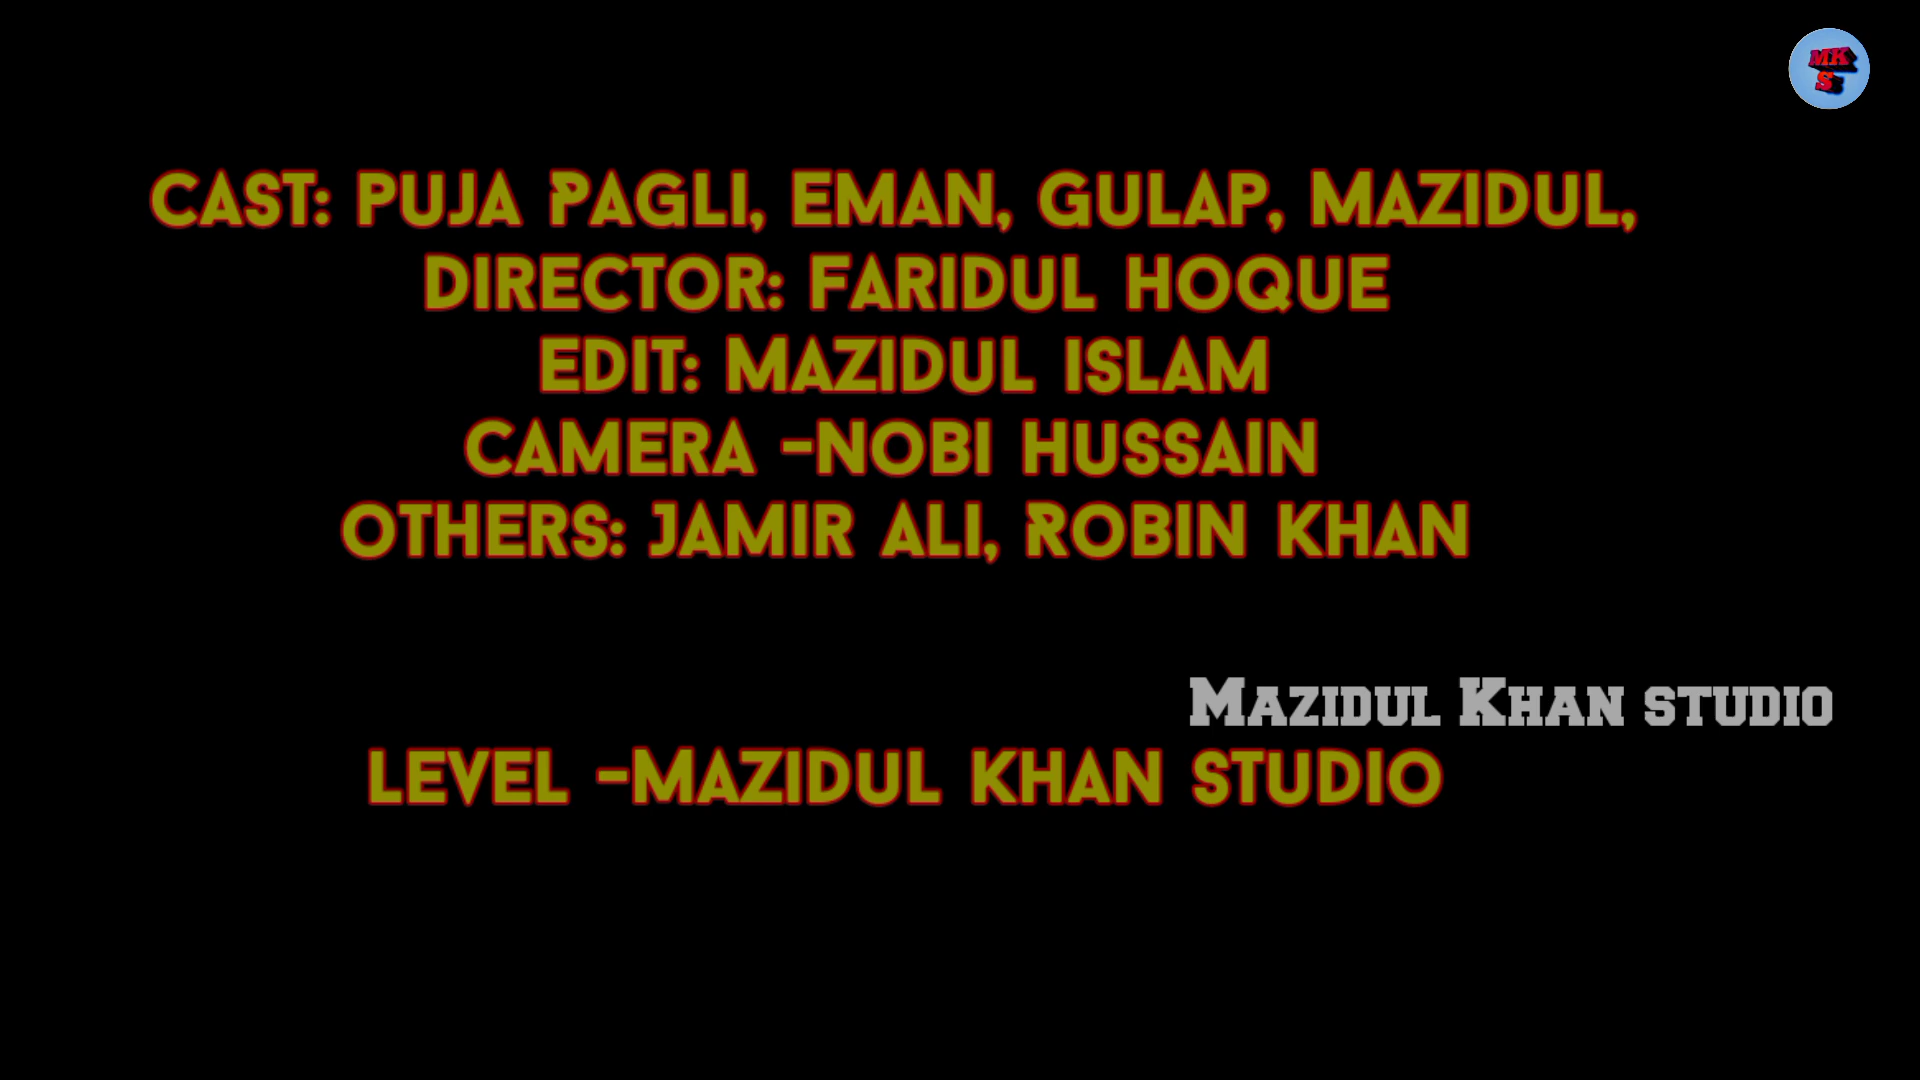 MK
S
CAST: PUJA PAGLI, EMAN, GULAP, MAZIDUL,
DIRECTOR: FARIDUL HOQUE
EDIT: MAZIDUL ISLAM
CAMERA -NOBI HUSSAIN
OTHERS: JAMIR ALI, ROBIN KHAN
MAZIDUL KHAN STUDIO
LEVEL -MAZIDUL KHAN STUDIO